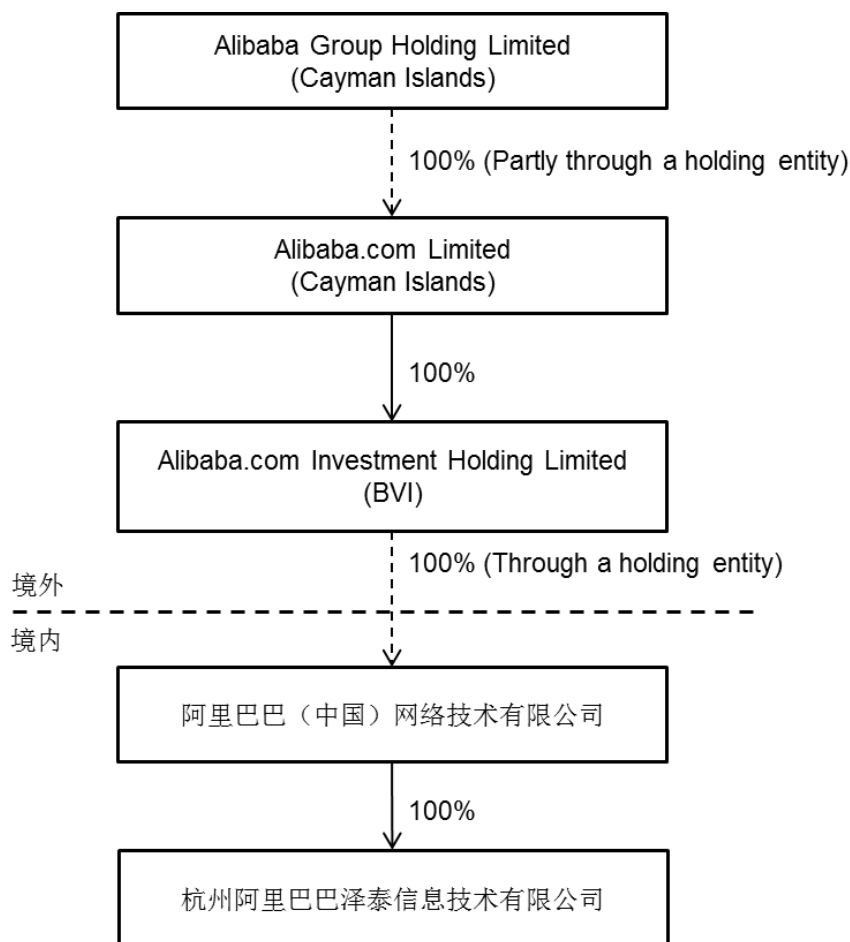 Alibaba Group Holding Limited
(Cayman Islands)
100% (Partly through a holding entity)
Alibaba.com Limited
(Cayman Islands)
100%
Alibaba.com Investment Holding Limited
(BVI)
100% (Through a holding entity)
境外
境内
阿里巴巴（中国）网络技术有限公司
100%
杭州阿里巴巴泽泰信息技术有限公司